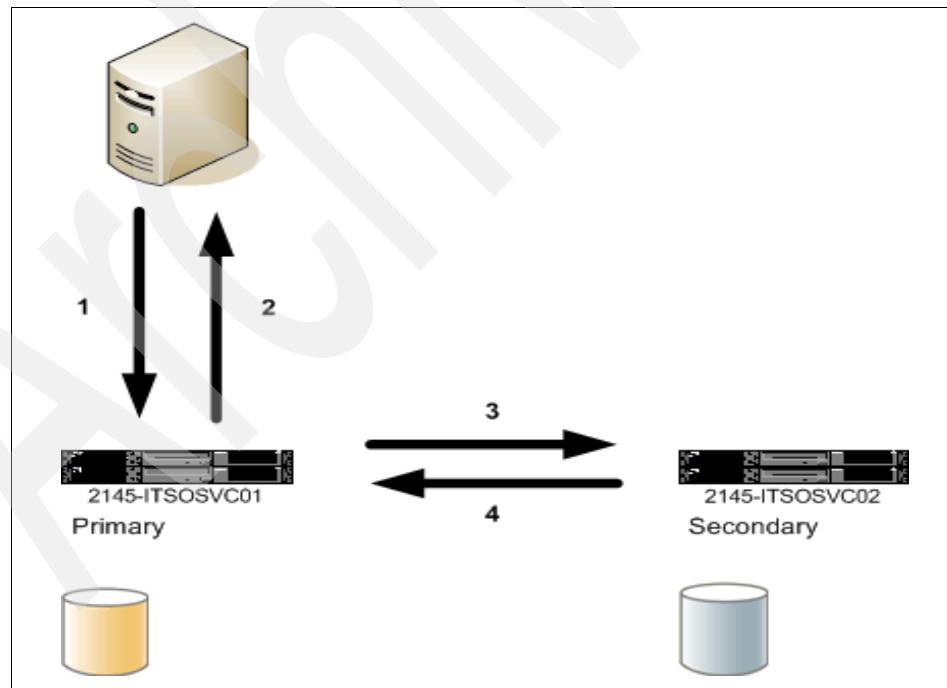 1
2
3
4
2145-ITSOSVC01
Primary
2145-ITSOSVC02
Secondary